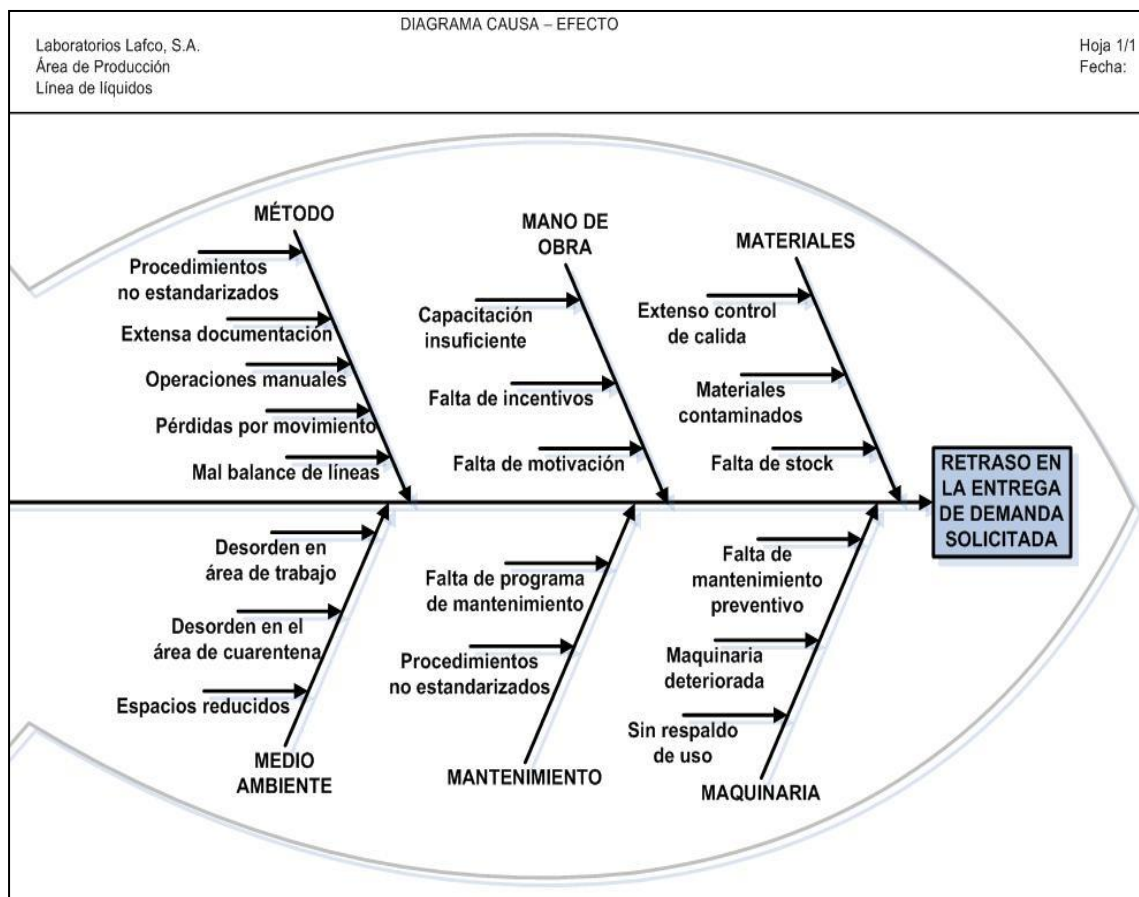 DIAGRAMA CAUSA – EFECTO
Laboratorios Lafco, S.A.
Área de Producción
Línea de líquidos
Hoja 1/1
Fecha:
MÉTODO
Procedimientos
no estandarizados
Extensa documentación
Operaciones manuales
Pérdidas por movimiento
Mal balance de líneas
MANO DE
OBRA
Capacitación
insuficiente
Falta de incentivos
Falta de motivación
MATERIALES
Extenso control
de calida
Materiales
contaminados
Falta de stock
RETRASO EN
LA ENTREGA
DE DEMANDA
SOLICITADA
Desorden en
área de trabajo
Desorden en el
área de cuarentena
Espacios reducidos
MEDIO
AMBIENTE
Falta de programa
de mantenimiento
Procedimientos
no estandarizados
MANTENIMIENTO
Falta de
mantenimiento
preventivo
Maquinaria
deteriorada
Sin respaldo
de uso
MAQUINARIA